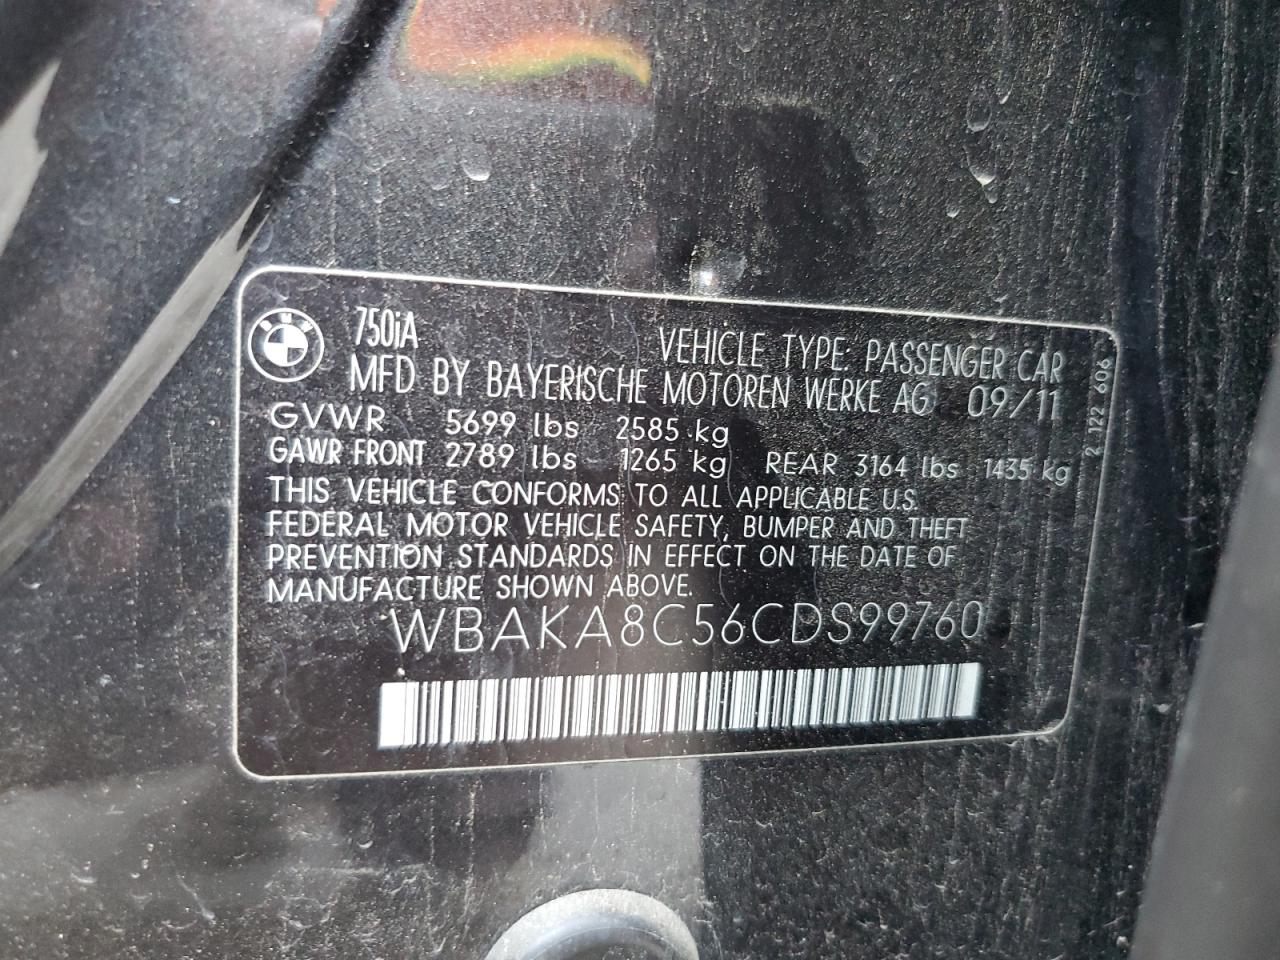 750iA
VEHICLE TYPE: PASSENGER CAR
MFD BY BAYERISCHE MOTOREN WERKE AG 09/11
GVWR 5699 lbs 2585 kg
GAWR FRONT 2789 lbs 1265 kg REAR 3164 lbs 1435 kg
THIS VEHICLE CONFORMS TO ALL APPLICABLE U.S.
FEDERAL MOTOR VEHICLE SAFETY, BUMPER AND THEFT
PREVENTION STANDARDS IN EFFECT ON THE DATE OF
MANUFACTURE SHOWN ABOVE.
WBAKA8C56CDS99760
2 122 606